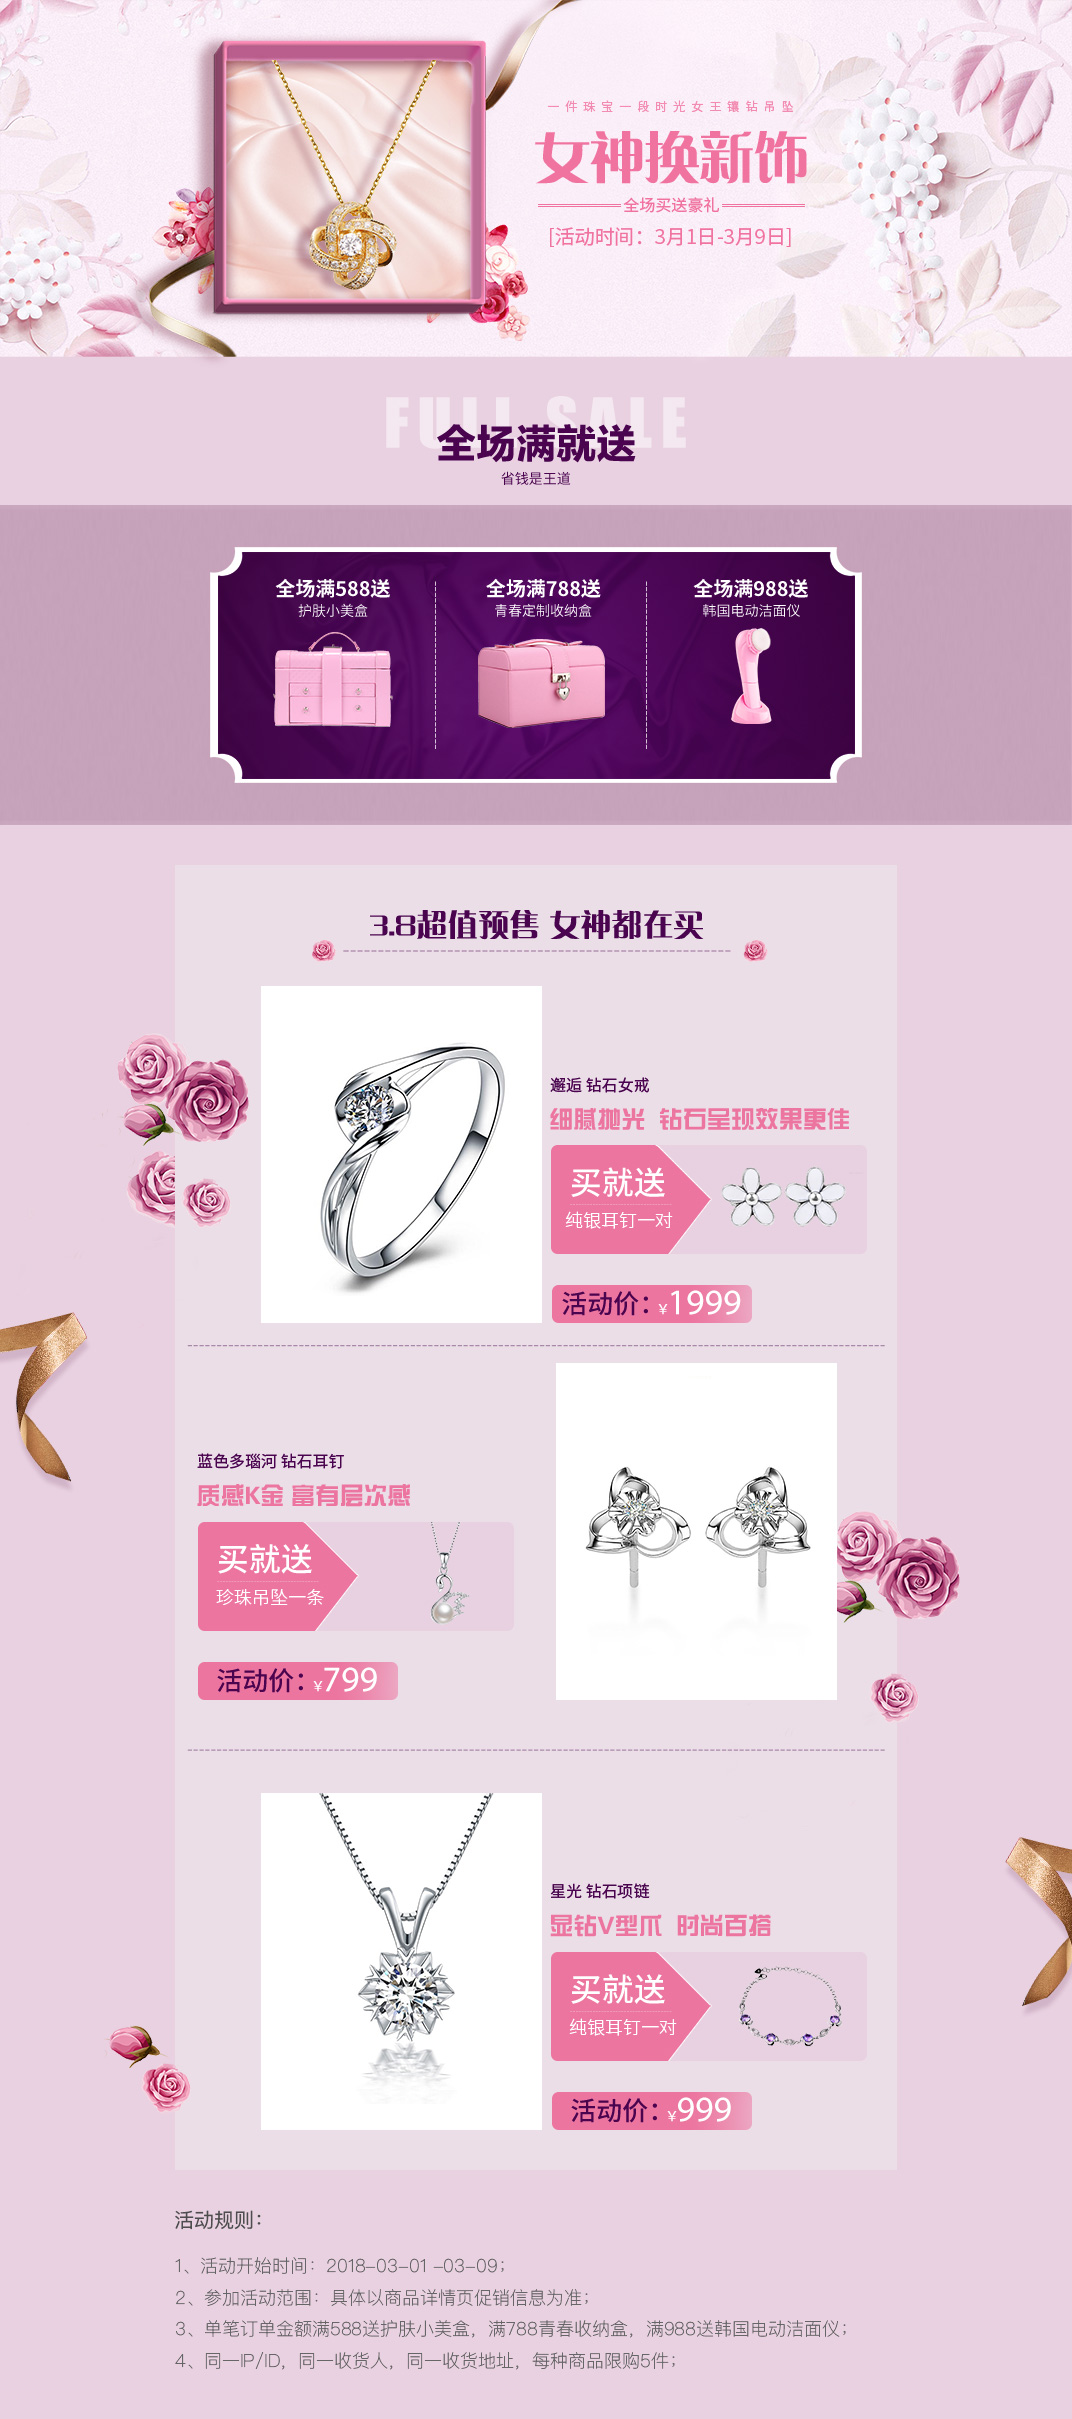 一件珠宝一段时光女王镶钻吊坠
女神换新饰
全场买送豪礼
[活动时间：3月1日-3月9日]
FULL SALE
全场满就送
省钱是王道
全场满588送
护肤小美盒
全场满788送
青春定制收纳盒
全场满988送
韩国电动洁面仪
3.8超值预售 女神都在买
邂逅 钻石女戒
细腻抛光 钻石呈现效果更佳
买就送
纯银耳钉一对
活动价：¥1999
蓝色多瑙河 钻石耳钉
质感K金 富有层次感
买就送
珍珠吊坠一条
活动价：¥799
星光 钻石项链
显钻V型爪 时尚百搭
买就送
纯银耳钉一对
活动价：¥999
活动规则：
1、活动开始时间：2018-03-01 -03-09；
2、参加活动范围：具体以商品详情页促销信息为准；
3、单笔订单金额满588送护肤小美盒，满788青春收纳盒，满988送韩国电动洁面仪；
4、同一IP/ID，同一收货人，同一收货地址，每种商品限购5件；